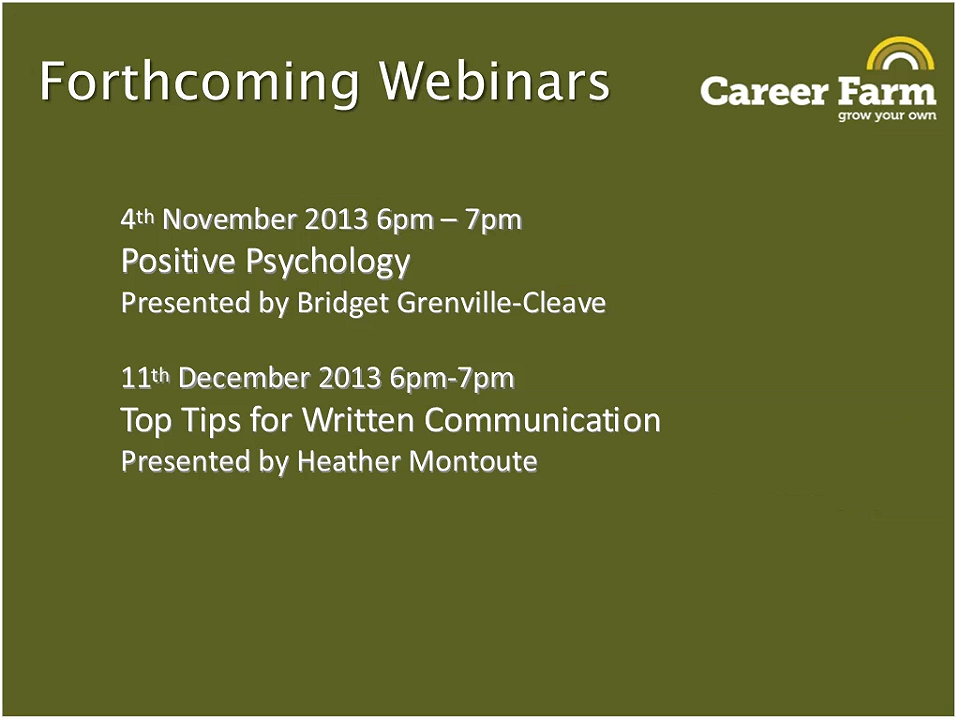 Forthcoming Webinars
Career Farm
grow your own
4th November 2013 6pm – 7pm
Positive Psychology
Presented by Bridget Grenville-Cleave
11th December 2013 6pm-7pm
Top Tips for Written Communication
Presented by Heather Montoute